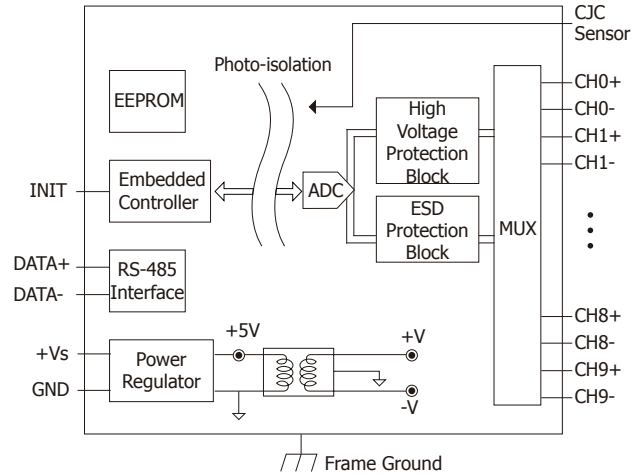 CJC
Sensor
Photo-isolation
EEPROM
High
Voltage
Protection
Block
CH0+
CH0-
CH1+
CH1-
INIT
Embedded
Controller
ADC
ESD
Protection
Block
MUX
DATA+
DATA-
RS-485
Interface
CH8+
CH8-
CH9+
CH9-
+Vs
GND
Power
Regulator
+5V
+V
-V
Frame Ground